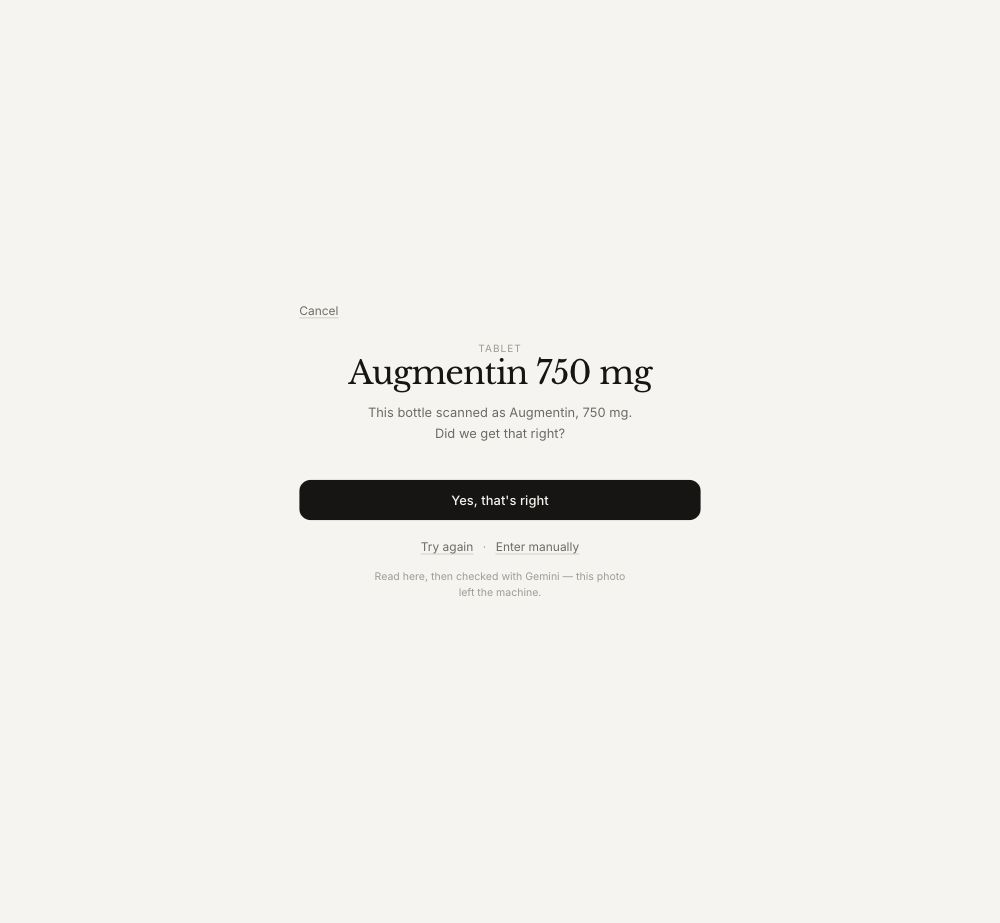 Cancel
TABLET
Augmentin 750 mg
This bottle scanned as Augmentin, 750 mg.
Did we get that right?
Yes, that's right
Try again · Enter manually
Read here, then checked with Gemini — this photo
left the machine.